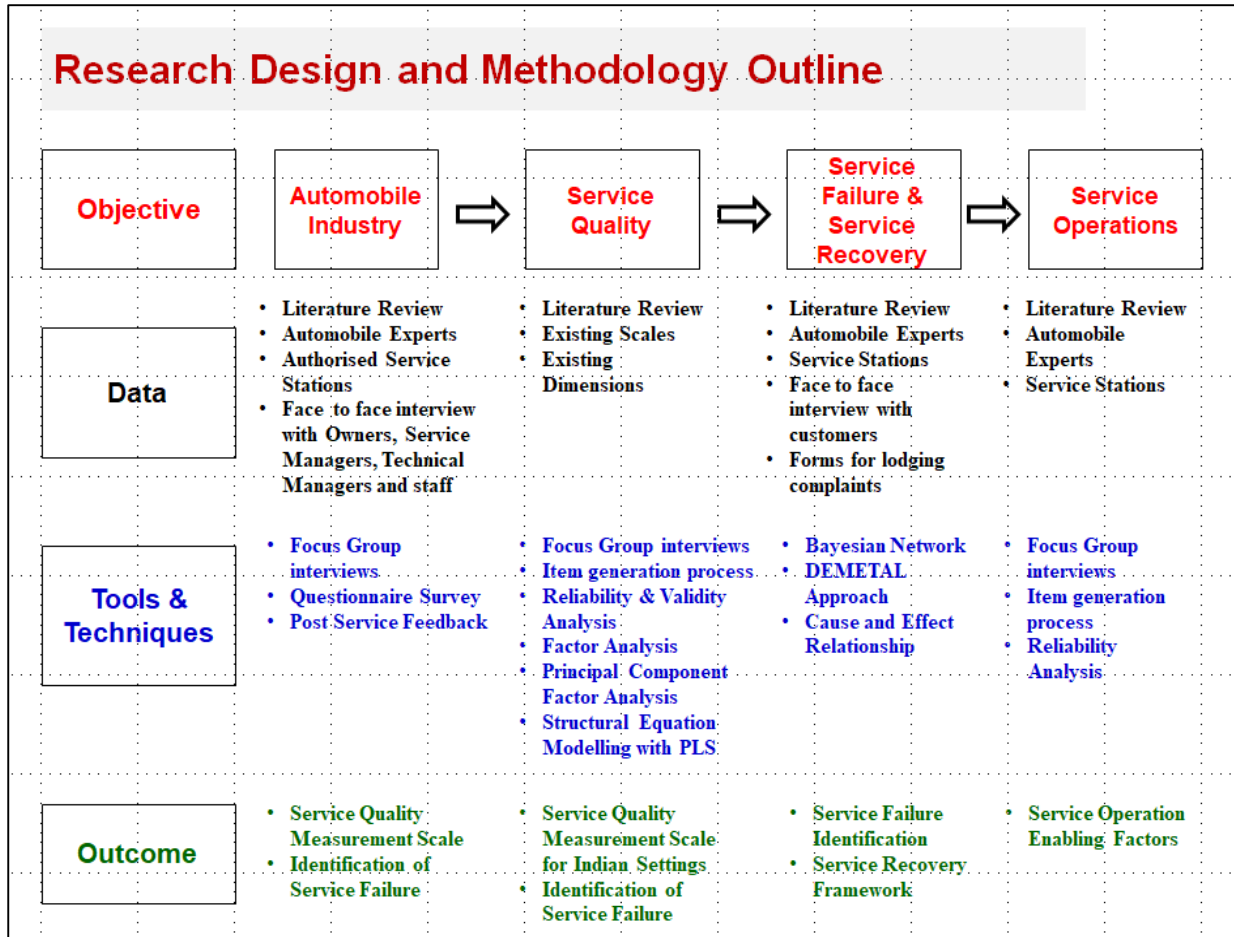 Research Design and Methodology Outline
Objective
Automobile
Industry
Service
Quality
Service
Failure &
Service
Recovery
Service
Operations
Data
• Literature Review
• Automobile Experts
• Authorised Service
Stations
• Face to face interview
with Owners, Service
Managers, Technical
Managers and staff
• Literature Review
• Existing Scales
• Existing
Dimensions
• Literature Review
• Automobile Experts
• Service Stations
• Face to face
interview with
customers
• Forms for lodging
complaints
• Literature Review
• Automobile
Experts
• Service Stations
Tools &
Techniques
• Focus Group
interviews
• Questionnaire Survey
• Post Service Feedback
• Focus Group interviews
• Item generation process
• Reliability & Validity
Analysis
• Factor Analysis
• Principal Component
Factor Analysis
• Structural Equation
Modelling with PLS
• Bayesian Network
• DEMETAL
Approach
• Cause and Effect
Relationship
• Focus Group
interviews
• Item generation
process
• Reliability
Analysis
Outcome
• Service Quality
Measurement Scale
• Identification of
Service Failure
• Service Quality
Measurement Scale
for Indian Settings
• Identification of
Service Failure
• Service Failure
Identification
• Service Recovery
Framework
• Service Operation
Enabling Factors